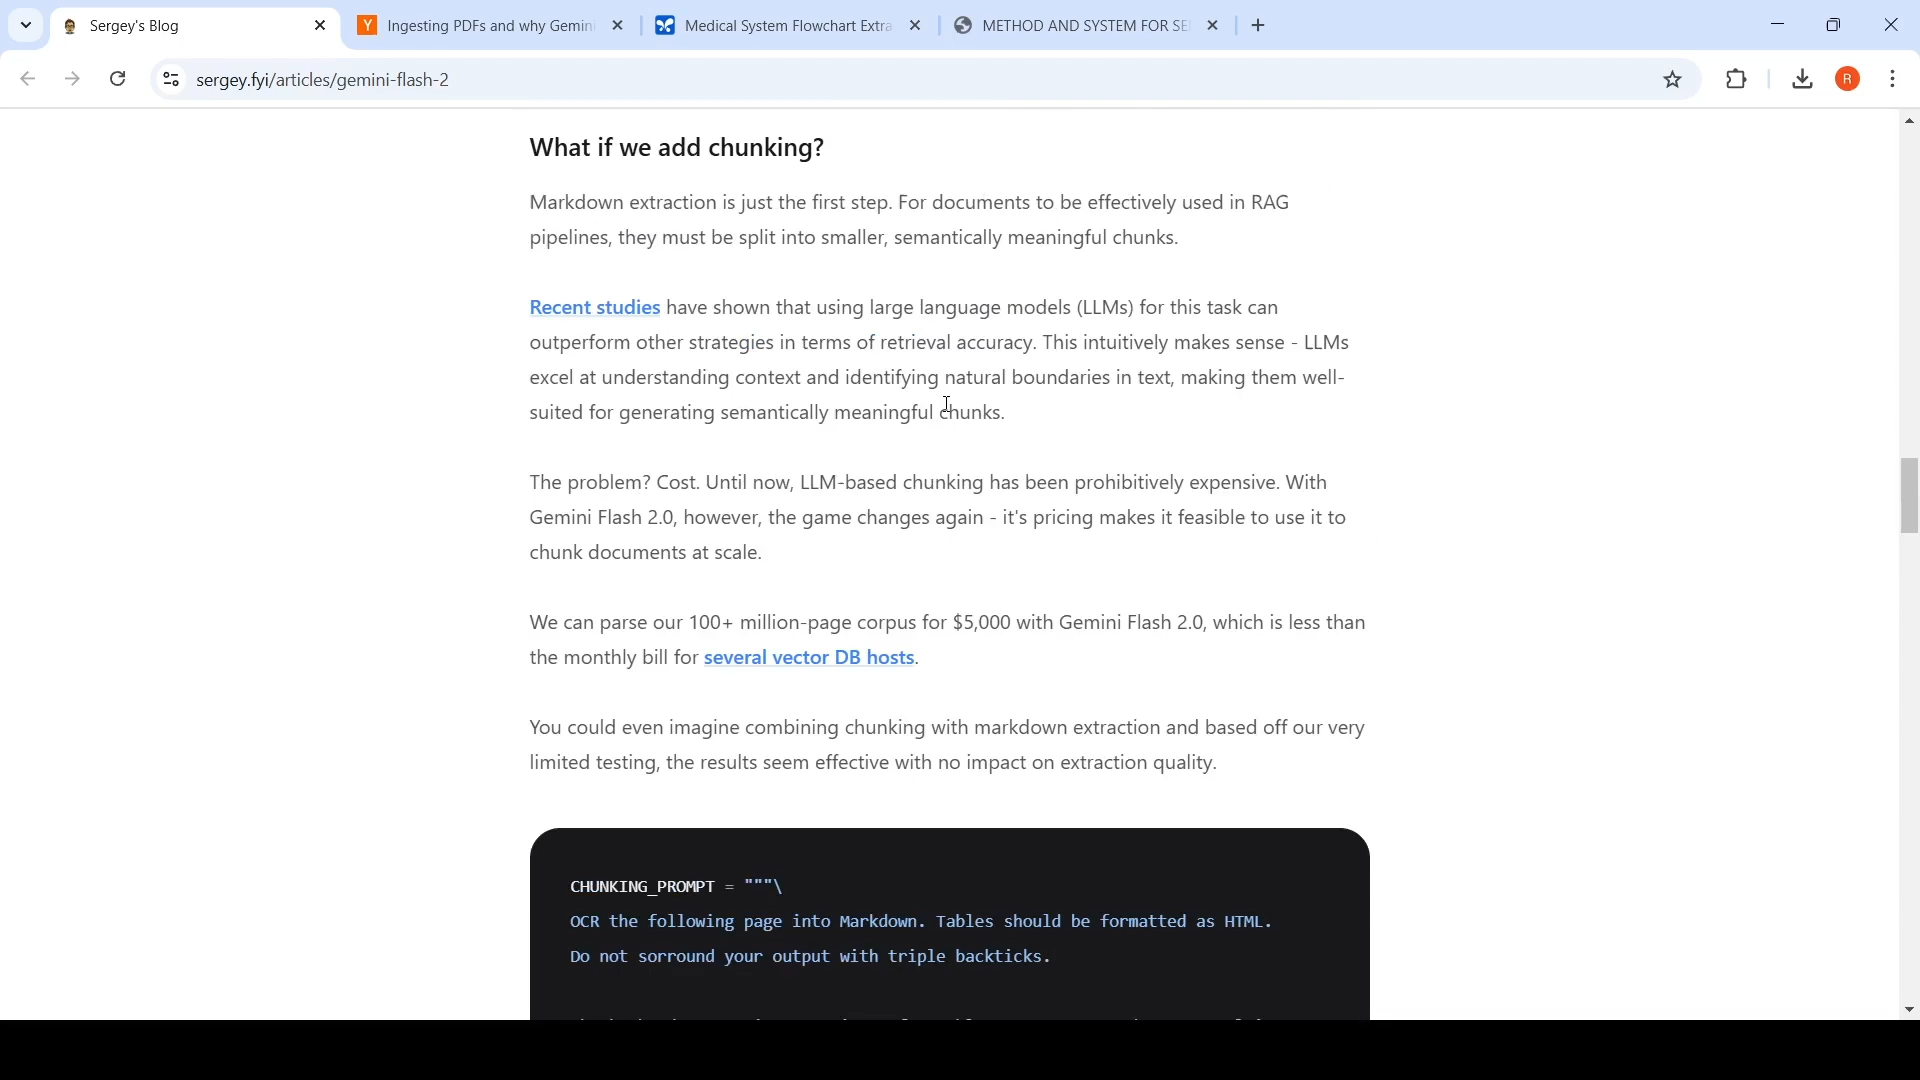 Sergey's Blog
Ingesting PDFs and why Gemini
Medical System Flowchart Extra
METHOD AND SYSTEM FOR SE
sergey.fyi/articles/gemini-flash-2
R
What if we add chunking?
Markdown extraction is just the first step. For documents to be effectively used in RAG
pipelines, they must be split into smaller, semantically meaningful chunks.
Recent studies have shown that using large language models (LLMs) for this task can
outperform other strategies in terms of retrieval accuracy. This intuitively makes sense - LLMs
excel at understanding context and identifying natural boundaries in text, making them well-
suited for generating semantically meaningful chunks.
The problem? Cost. Until now, LLM-based chunking has been prohibitively expensive. With
Gemini Flash 2.0, however, the game changes again - it's pricing makes it feasible to use it to
chunk documents at scale.
We can parse our 100+ million-page corpus for $5,000 with Gemini Flash 2.0, which is less than
the monthly bill for several vector DB hosts.
You could even imagine combining chunking with markdown extraction and based off our very
limited testing, the results seem effective with no impact on extraction quality.
CHUNKING_PROMPT = """\
OCR the following page into Markdown. Tables should be formatted as HTML.
Do not sorround your output with triple backticks.